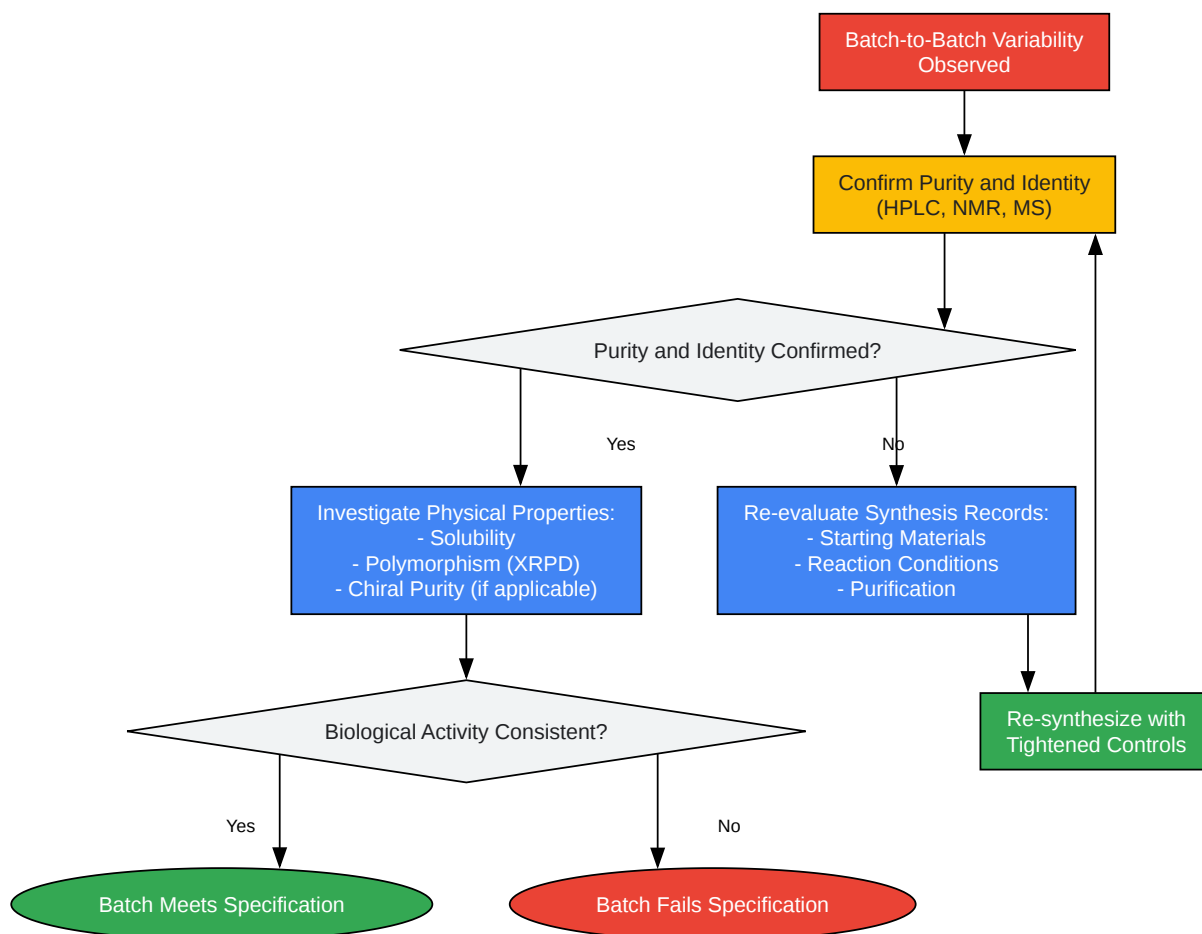 Batch-to-Batch Variability
Observed
Confirm Purity and Identity
(HPLC, NMR, MS)
Purity and Identity Confirmed?
Yes
No
Investigate Physical Properties:
- Solubility
- Polymorphism (XRPD)
- Chiral Purity (if applicable)
Re-evaluate Synthesis Records:
- Starting Materials
- Reaction Conditions
- Purification
Re-synthesize with
Tightened Controls
Biological Activity Consistent?
Yes
No
Batch Meets Specification
Batch Fails Specification